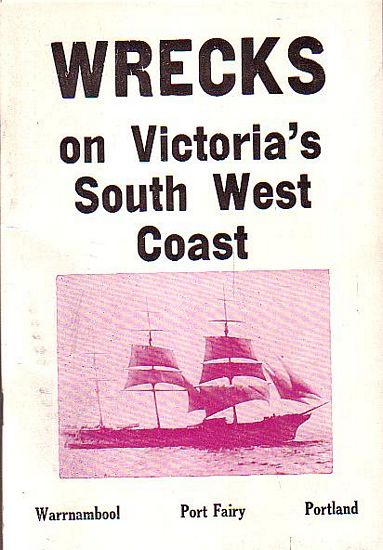 WRECKS
on Victoria's
South West
Coast
Warrnambool Port Fairy Portland